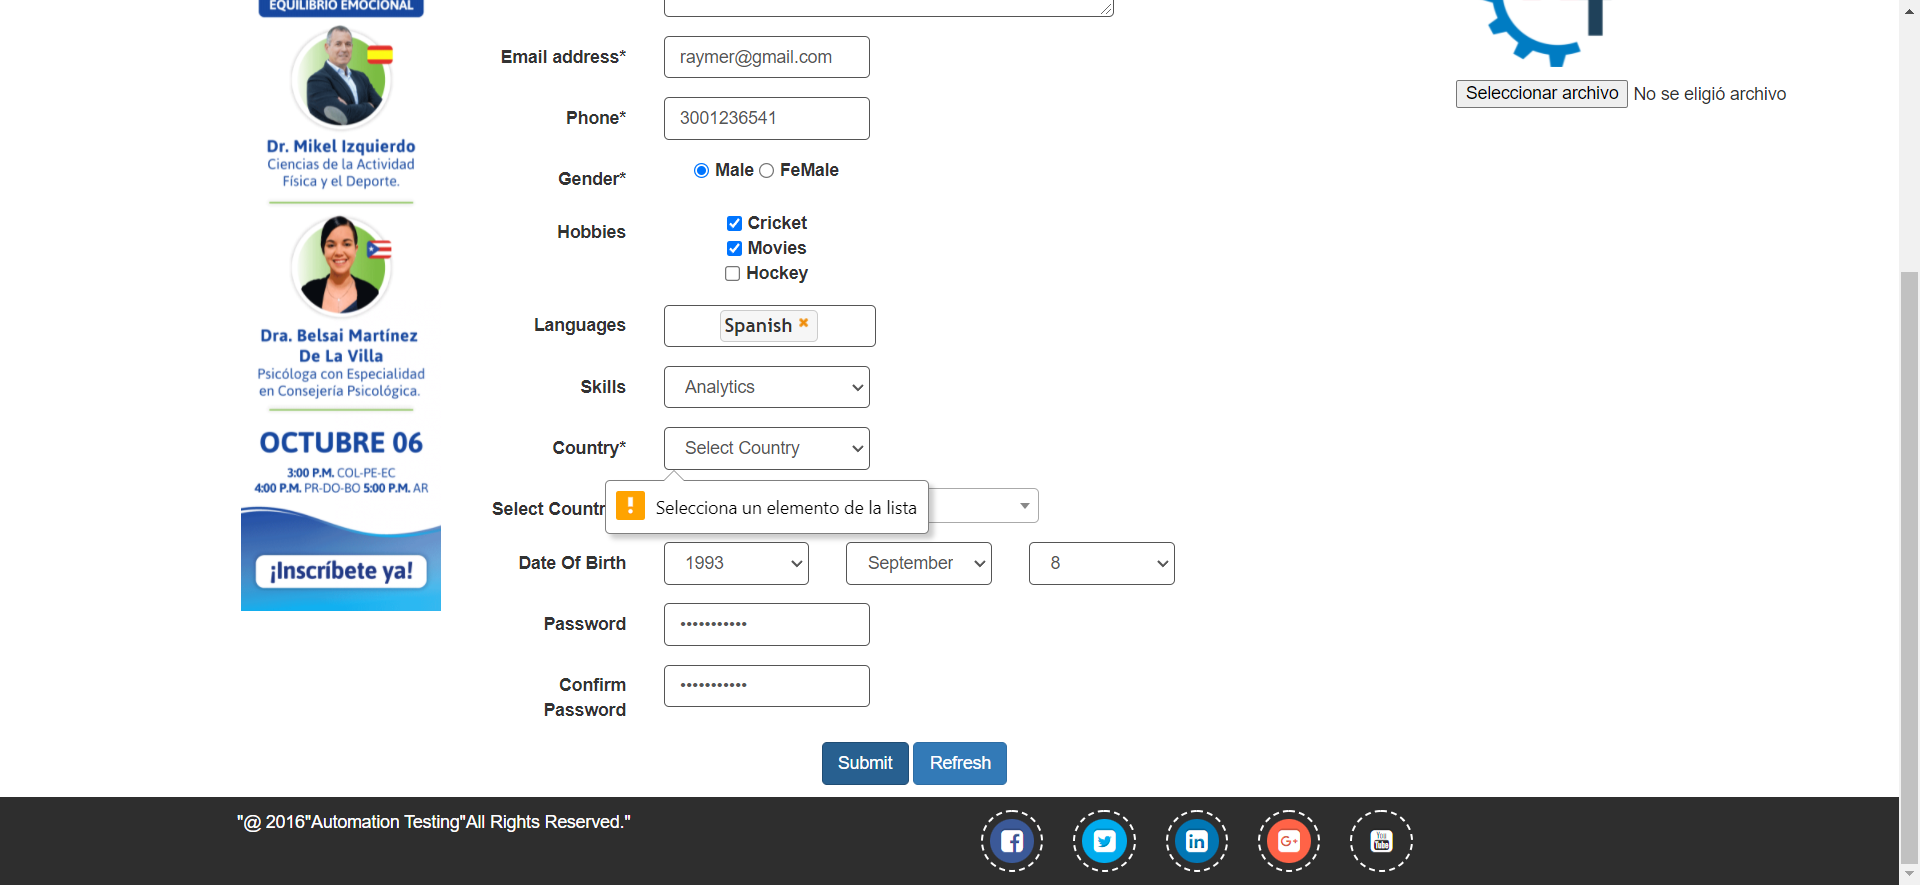 EQUILIBRIO EMOCIONAL
Dr. Mikel Izquierdo
Ciencias de la Actividad
Física y el Deporte.
Dra. Belsai Martínez
De La Villa
Psicóloga con Especialidad
en Consejería Psicológica.
OCTUBRE 06
3:00 P.M. COL-PE-EC
4:00 P.M. PR-DO-BO 5:00 P.M. AR
¡Inscríbete ya!
Email address* raymer@gmail.com
Phone* 3001236541
Gender* Male FeMale
Hobbies Cricket
Movies
Hockey
Languages Spanish
Skills Analytics
Country* Select Country
Selecciona un elemento de la lista
Select Countr
Date Of Birth 1993 September 8
Password •••••••••••
Confirm
Password •••••••••••
Submit Refresh
Seleccionar archivo No se eligió archivo
"@ 2016"Automation Testing"All Rights Reserved."
G+
You
Tube